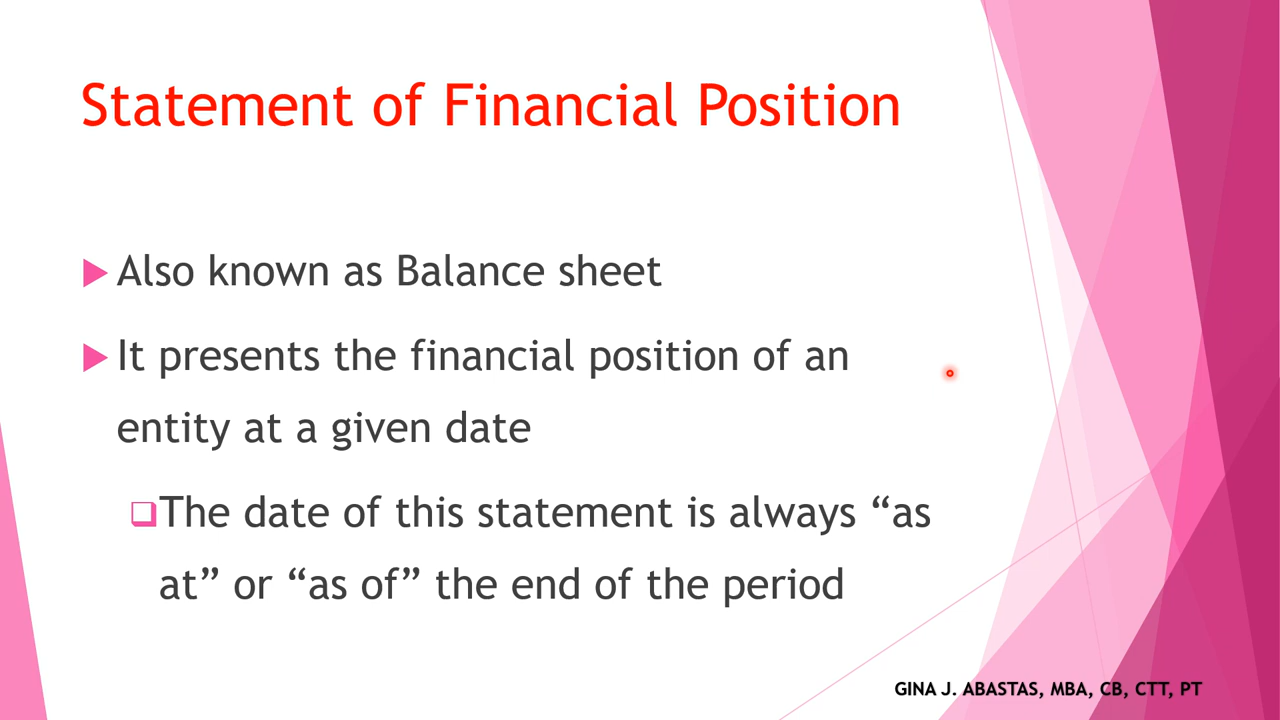 Statement of Financial Position
Also known as Balance sheet
It presents the financial position of an
entity at a given date
The date of this statement is always “as
at” or “as of” the end of the period
GINA J. ABASTAS, MBA, CB, CTT, PT